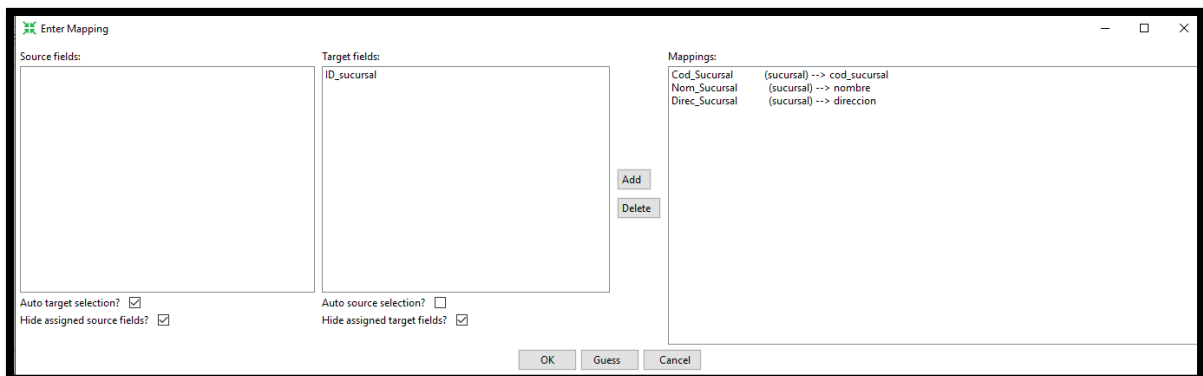 Enter Mapping
Source fields:
Target fields:
Mappings:
ID_sucursal
Cod_Sucursal (sucursal) --> cod_sucursal
Nom_Sucursal (sucursal) --> nombre
Direc_Sucursal (sucursal) --> direccion
Add
Delete
Auto target selection?
Auto source selection?
Hide assigned source fields?
Hide assigned target fields?
OK
Guess
Cancel